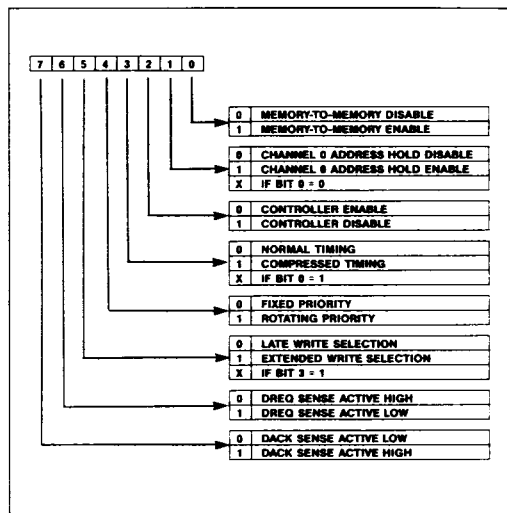 7 6 5 4 3 2 1 0
0 MEMORY-TO-MEMORY DISABLE
1 MEMORY-TO-MEMORY ENABLE
0 CHANNEL 0 ADDRESS HOLD DISABLE
1 CHANNEL 0 ADDRESS HOLD ENABLE
X IF BIT 0 = 0
0 CONTROLLER ENABLE
1 CONTROLLER DISABLE
0 NORMAL TIMING
1 COMPRESSED TIMING
X IF BIT 0 = 1
0 FIXED PRIORITY
1 ROTATING PRIORITY
0 LATE WRITE SELECTION
1 EXTENDED WRITE SELECTION
X IF BIT 3 = 1
0 DREQ SENSE ACTIVE HIGH
1 DREQ SENSE ACTIVE LOW
0 DACK SENSE ACTIVE LOW
1 DACK SENSE ACTIVE HIGH